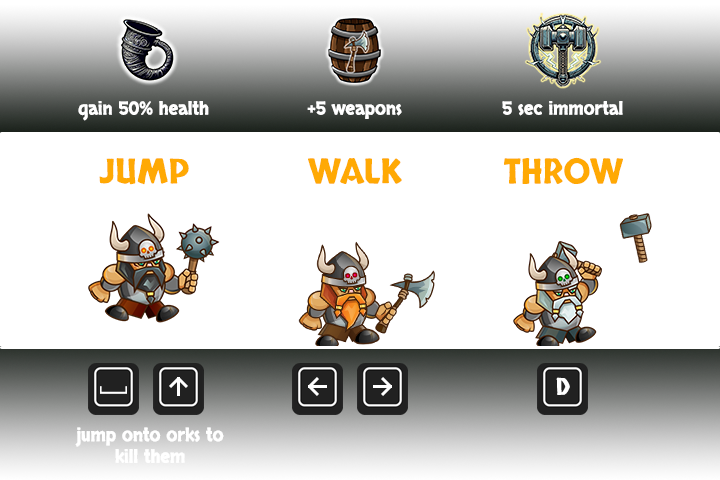 gain 50% health
+5 weapons
5 sec immortal
JUMP
WALK
THROW
D
jump onto orks to
kill them